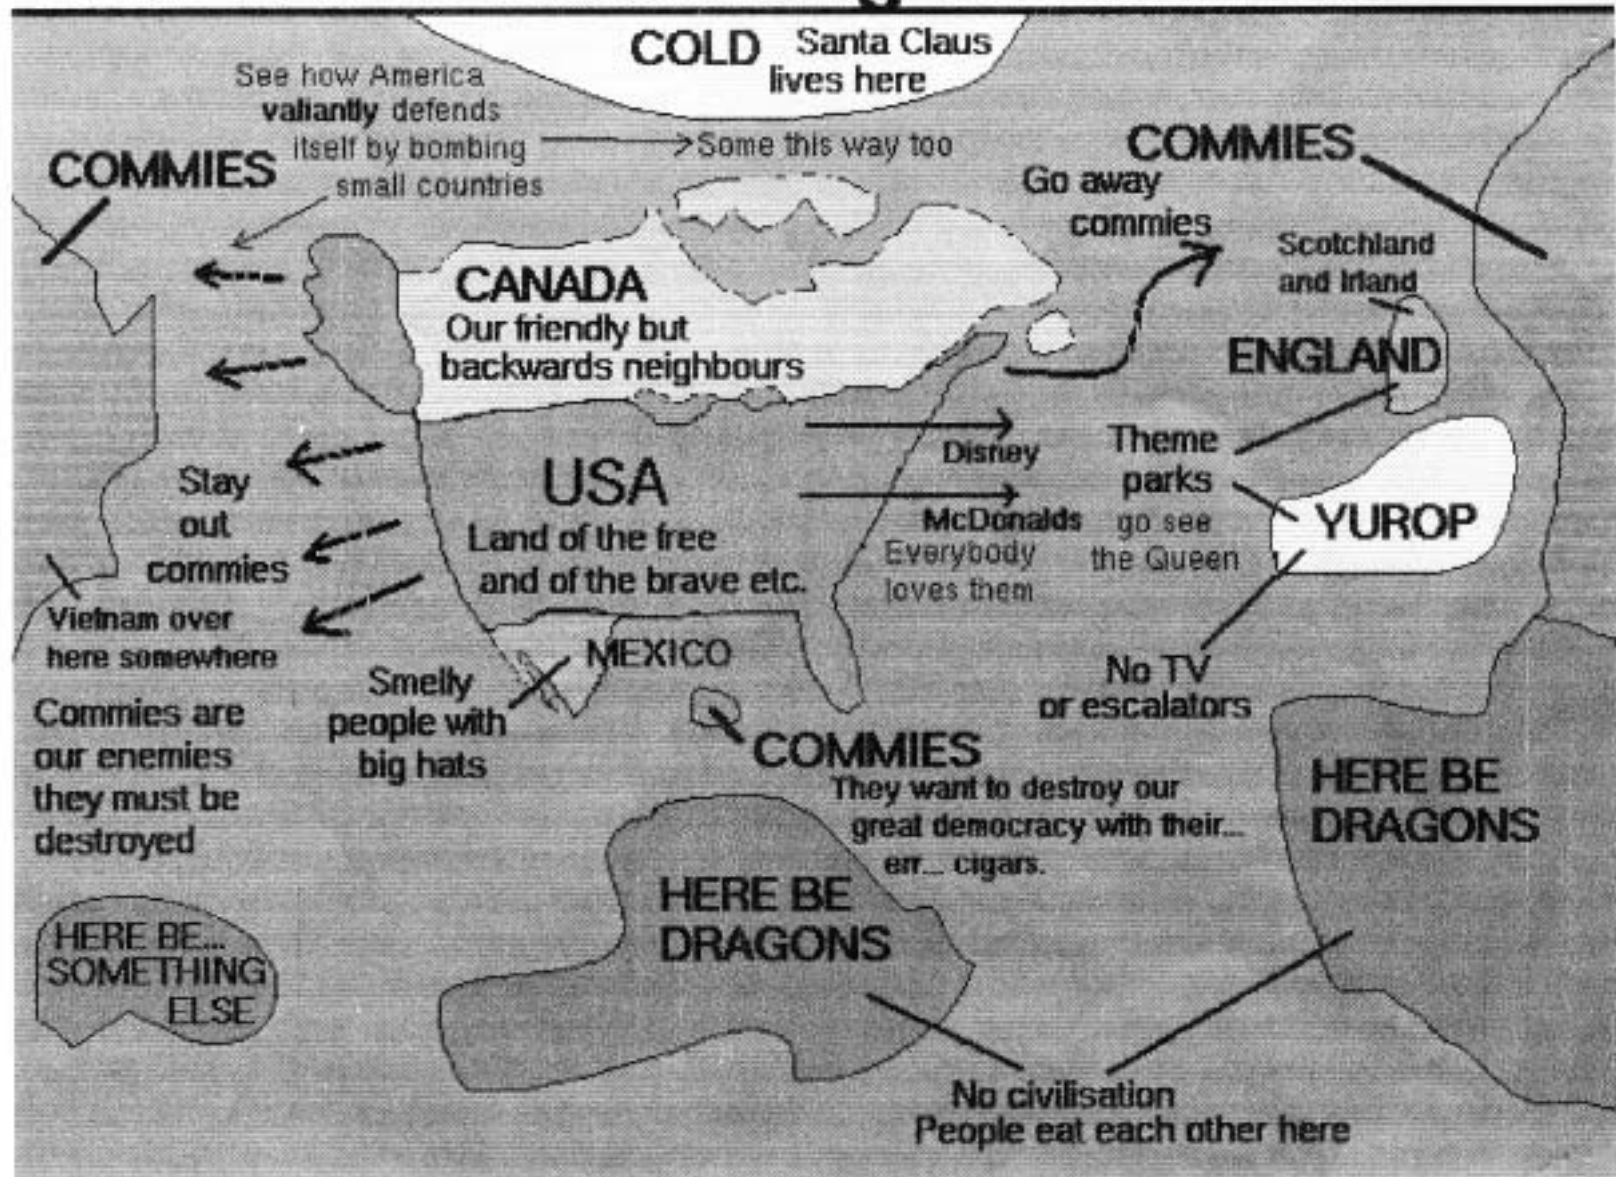 COLD Santa Claus
lives here
See how America
valiantly defends
itself by bombing
small countries
Some this way too
COMMIES
COMMIES
Go away
commies
Scotchland
and Irland
CANADA
Our friendly but
backwards neighbours
ENGLAND
Disney
Theme
parks
go see
the Queen
USA
Land of the free
and of the brave etc.
McDonalds
Everybody
loves them
YUROP
Stay
out
commies
Vietnam over
here somewhere
MEXICO
Smelly
people with
big hats
No TV
or escalators
Commies are
our enemies
they must be
destroyed
COMMIES
They want to destroy our
great democracy with their...
err... cigars.
HERE BE
DRAGONS
HERE BE
DRAGONS
HERE BE...
SOMETHING
ELSE
No civilisation
People eat each other here